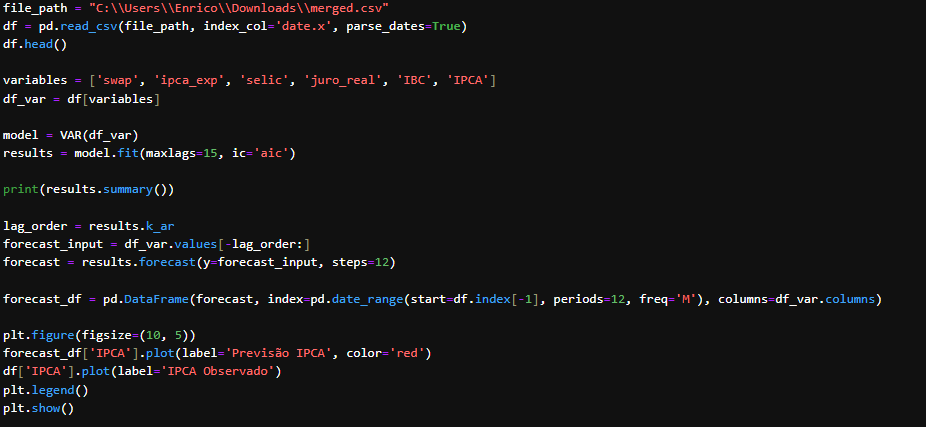 file_path = "C:\\Users\\Enrico\\Downloads\\merged.csv"
df = pd.read_csv(file_path, index_col='date.x', parse_dates=True)
df.head()
variables = ['swap', 'ipca_exp', 'selic', 'juro_real', 'IBC', 'IPCA']
df_var = df[variables]
model = VAR(df_var)
results = model.fit(maxlags=15, ic='aic')
print(results.summary())
lag_order = results.k_ar
forecast_input = df_var.values[-lag_order:]
forecast = results.forecast(y=forecast_input, steps=12)
forecast_df = pd.DataFrame(forecast, index=pd.date_range(start=df.index[-1], periods=12, freq='M'), columns=df_var.columns)
plt.figure(figsize=(10, 5))
forecast_df['IPCA'].plot(label='Previsão IPCA', color='red')
df['IPCA'].plot(label='IPCA Observado')
plt.legend()
plt.show()